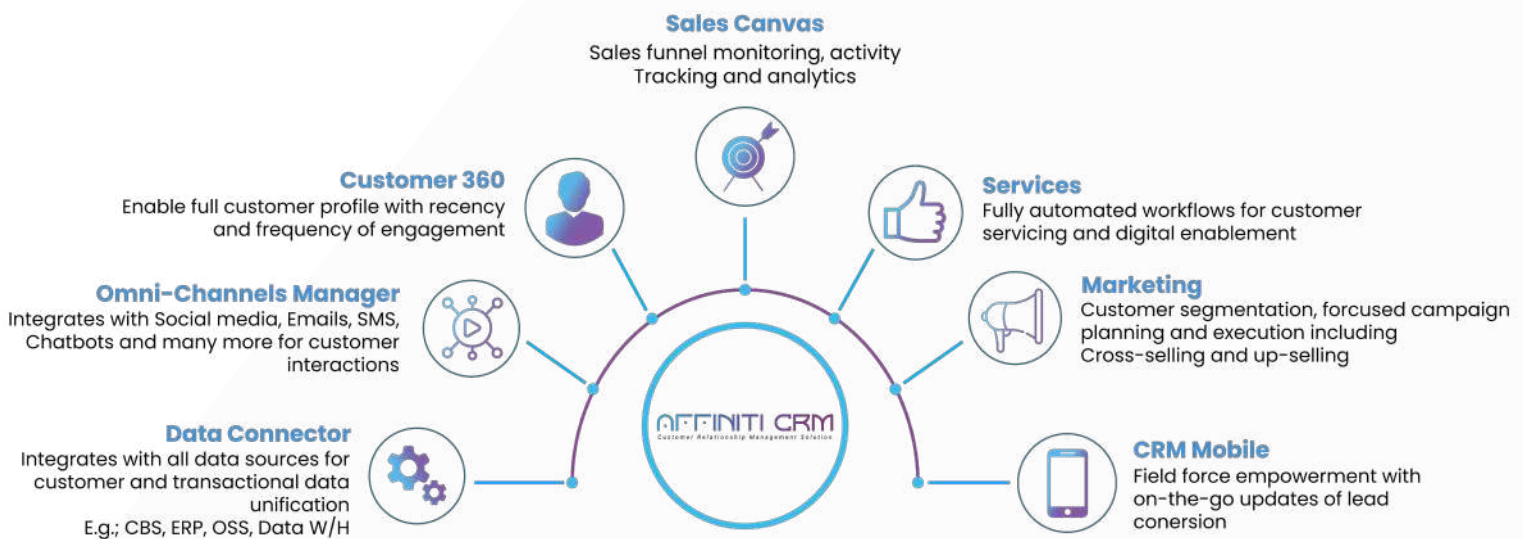 Sales Canvas
Sales funnel monitoring, activity
Tracking and analytics
Customer 360
Enable full customer profile with recency
and frequency of engagement
Services
Fully automated workflows for customer
servicing and digital enablement
Omni-Channels Manager
Integrates with Social media, Emails, SMS,
Chatbots and many more for customer
interactions
Marketing
Customer segmentation, forcused campaign
planning and execution including
Cross-selling and up-selling
AFFINITI CRM
Customer Relationship Management Solution
Data Connector
Integrates with all data sources for
customer and transactional data
unification
E.g.; CBS, ERP, OSS, Data W/H
CRM Mobile
Field force empowerment with
on-the-go updates of lead
conersion